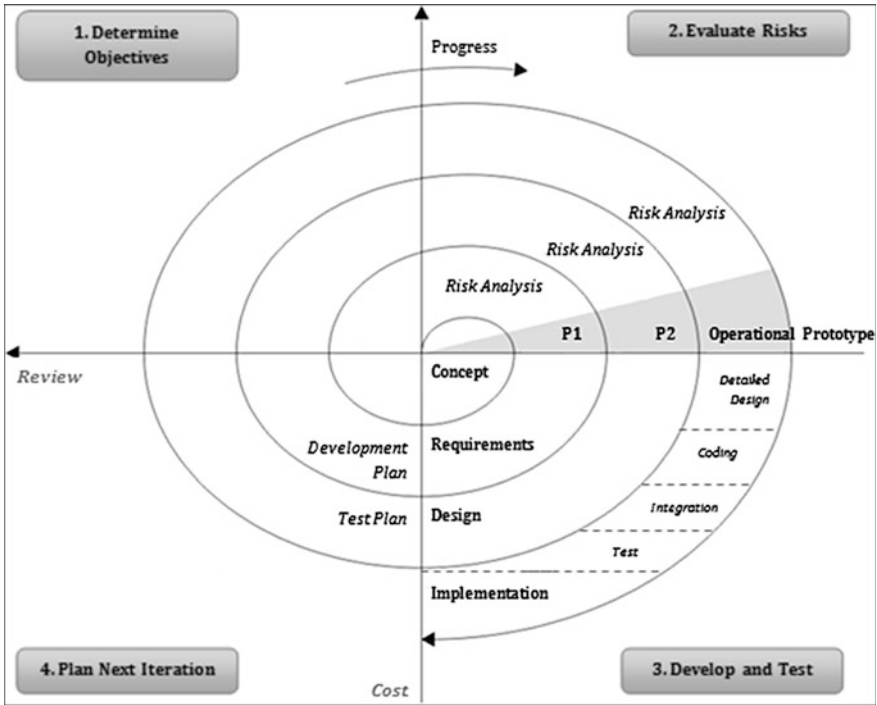 1. Determine
Objectives
2. Evaluate Risks
Progress
Risk Analysis
Risk Analysis
Risk Analysis
P1
P2
Operational Prototype
Review
Concept
Detailed
Design
Development
Plan
Requirements
Coding
Test Plan
Design
Integration
Test
Implementation
4. Plan Next Iteration
3. Develop and Test
Cost